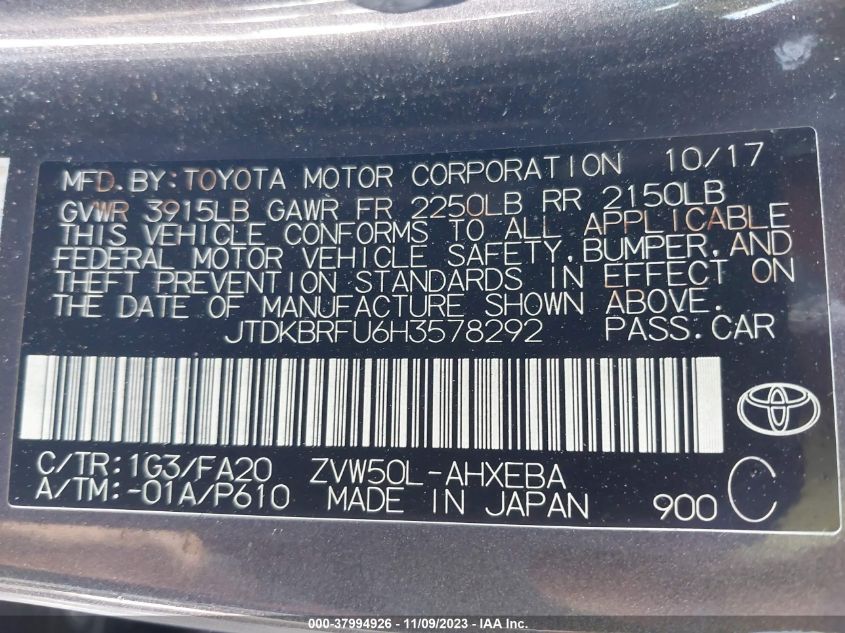 MFD.BY:TOYOTA MOTOR CORPORATION 10/17
GVWR 3915LB GAWR FR 2250LB RR 2150LB
THIS VEHICLE CONFORMS TO ALL APPLICABLE
FEDERAL MOTOR VEHICLE SAFETY,BUMPER,AND
THEFT PREVENTION STANDARDS IN EFFECT ON
THE DATE OF MANUFACTURE SHOWN ABOVE.
JTDKBRFU6H3578292 PASS.CAR
C/TR:1G3/FA20 ZVW50L-AHXEBA
A/TM:-01A/P610 MADE IN JAPAN 900 C
000-37994926 - 11/09/2023 - IAA Inc.